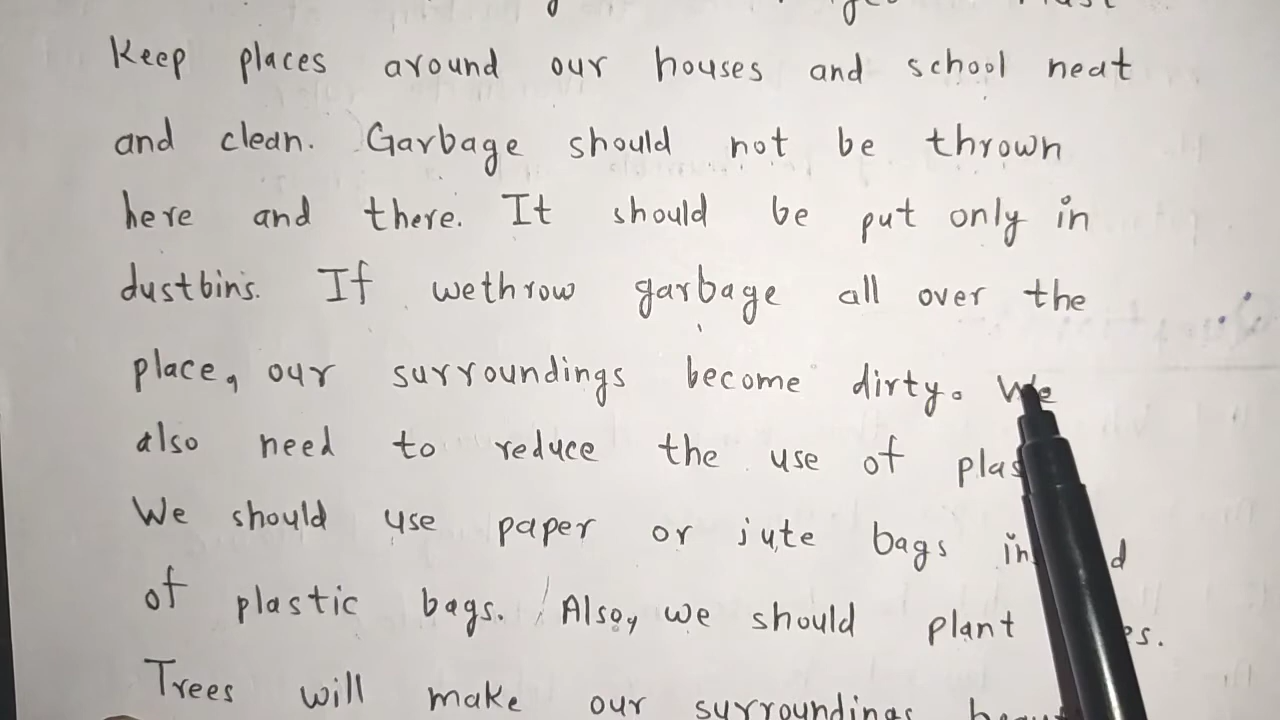 Keep places around our houses and school neat
and clean. Garbage should not be thrown
here and there. It should be put only in
dustbins. If wethrow garbage all over the
place, our surroundings become dirty. We
also need to reduce the use of
We should use paper or jute bags
of plastic bags. Also, we should plant
Trees will make our surroundings